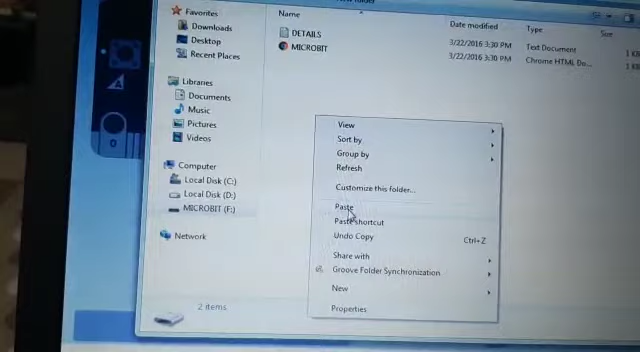 Name
Date modified
Type
Size
Favorites
Downloads
Desktop
Recent Places
Libraries
Documents
Music
Pictures
Videos
Computer
Local Disk (C:)
Local Disk (D:)
MICROBIT (F:)
Network
DETAILS 3/22/2016 3:30 PM Text Document 1 K
MICROBIT 3/22/2016 3:30 PM Chrome HTML Do... 1 K
View
Sort by
Group by
Refresh
Customize this folder...
Paste
Paste shortcut
Undo Copy Ctrl+Z
Share with
Groove Folder Synchronization
New
Properties
2 items
0